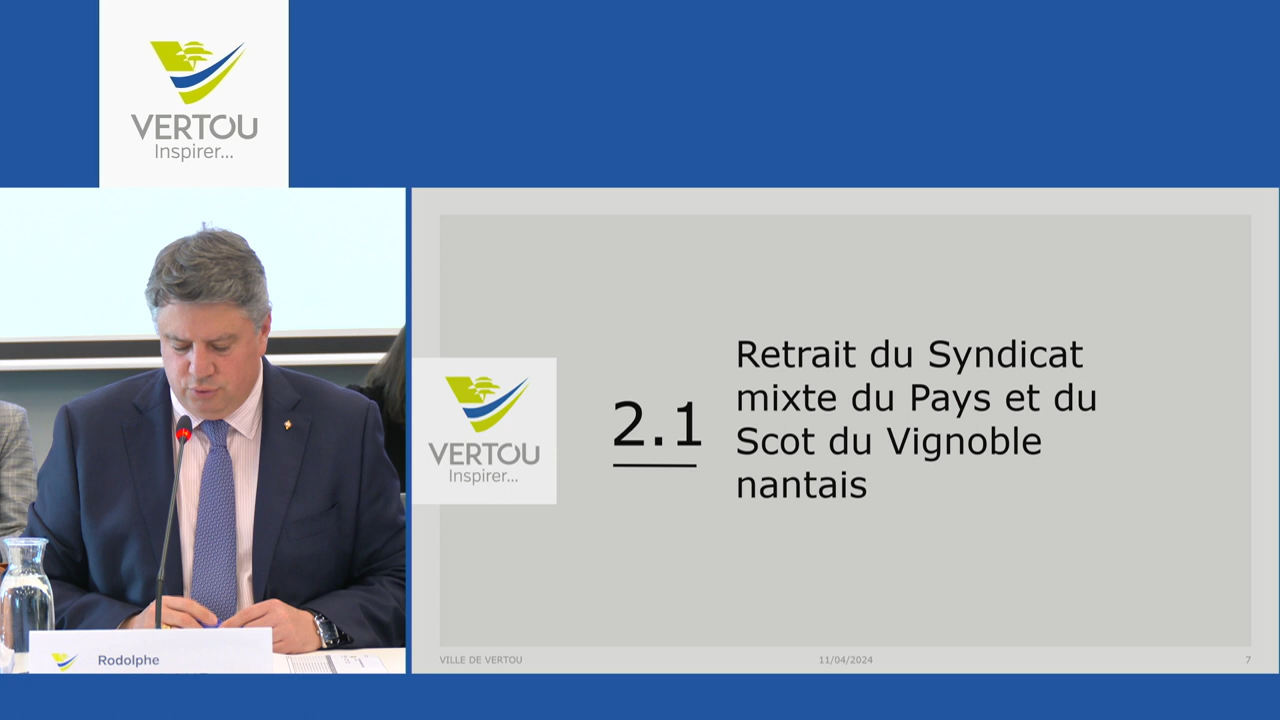 VERTOU
Inspirer...
Rodolphe
VERTOU
Inspirer...
2.1
Retrait du Syndicat
mixte du Pays et du
Scot du Vignoble
nantais
VILLE DE VERTOU
11/04/2024
7